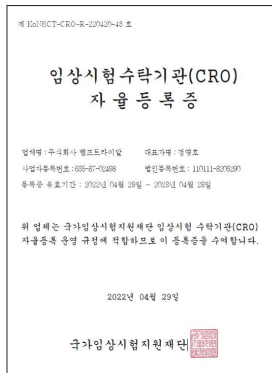 제 KoNECT-CRO-R-220420-43 호
임상시험수탁기관(CRO)
자 율 등 록 증
업체명 : 주식회사 헬프트라이알 대표자명 : 정영호
사업자등록번호 : 635-87-02498 법인등록번호 : 110111-8206290
등록증 유효기간 : 2022년 04월 29일 ~ 2023년 04월 28일
위 업체는 국가임상시험지원재단 임상시험 수탁기관(CRO)
자율등록 운영 규정에 적합하므로 이 등록증을 수여합니다.
2022년 04월 29일
국가임상시험지원재단